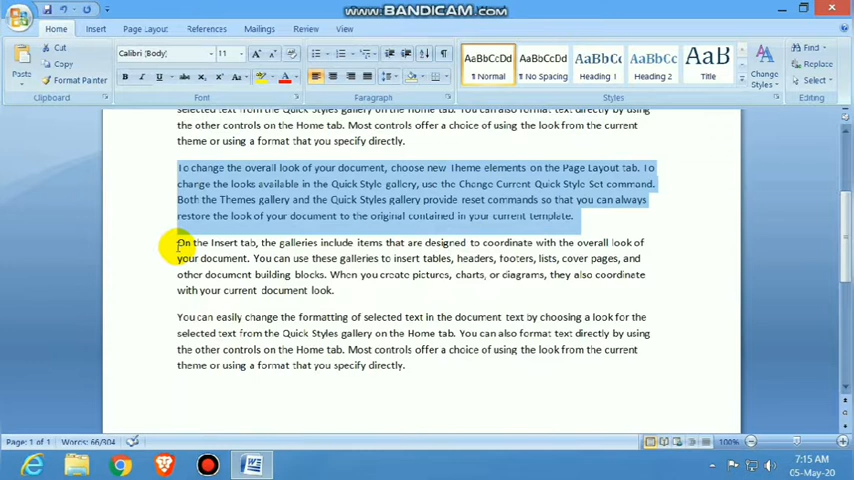 www.BANDICAM.com
Home Insert Page Layout References Mailings Review View
Paste
Cut
Copy
Format Painter
Clipboard
Calibri (Body) 11
B I U abc X₂ X² Aa
Font
Paragraph
AaBbCcDd AaBbCcDd AaBbCc AaBbCc AaB
¶ Normal ¶ No Spacing Heading 1 Heading 2 Title
Change
Styles
Styles
Find
Replace
Select
Editing
selected text from the Quick Styles gallery on the Home tab. You can also format text directly by using
the other controls on the Home tab. Most controls offer a choice of using the look from the current
theme or using a format that you specify directly.
To change the overall look of your document, choose new Theme elements on the Page Layout tab. To
change the looks available in the Quick Style gallery, use the Change Current Quick Style Set command.
Both the Themes gallery and the Quick Styles gallery provide reset commands so that you can always
restore the look of your document to the original contained in your current template.
On the Insert tab, the galleries include items that are designed to coordinate with the overall look of
your document. You can use these galleries to insert tables, headers, footers, lists, cover pages, and
other document building blocks. When you create pictures, charts, or diagrams, they also coordinate
with your current document look.
You can easily change the formatting of selected text in the document text by choosing a look for the
selected text from the Quick Styles gallery on the Home tab. You can also format text directly by using
the other controls on the Home tab. Most controls offer a choice of using the look from the current
theme or using a format that you specify directly.
Page: 1 of 1 Words: 66/304 100%
7:15 AM
05-May-20